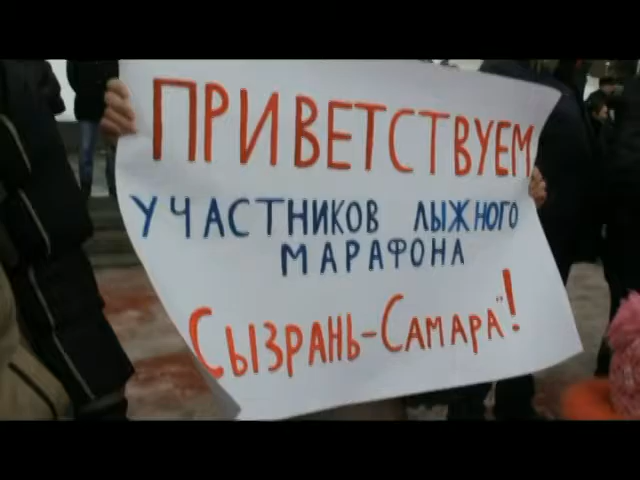 ПРИВЕТСТВУЕМ
УЧАСТНИКОВ ЛЫЖНОГО
МАРАФОНА
Сызрань-Самара"!